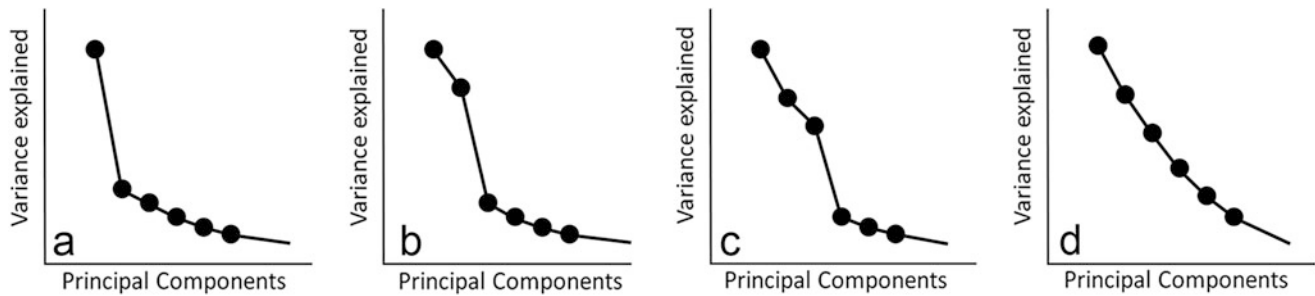 Variance explained
a
Principal Components
Variance explained
b
Principal Components
Variance explained
c
Principal Components
Variance explained
d
Principal Components